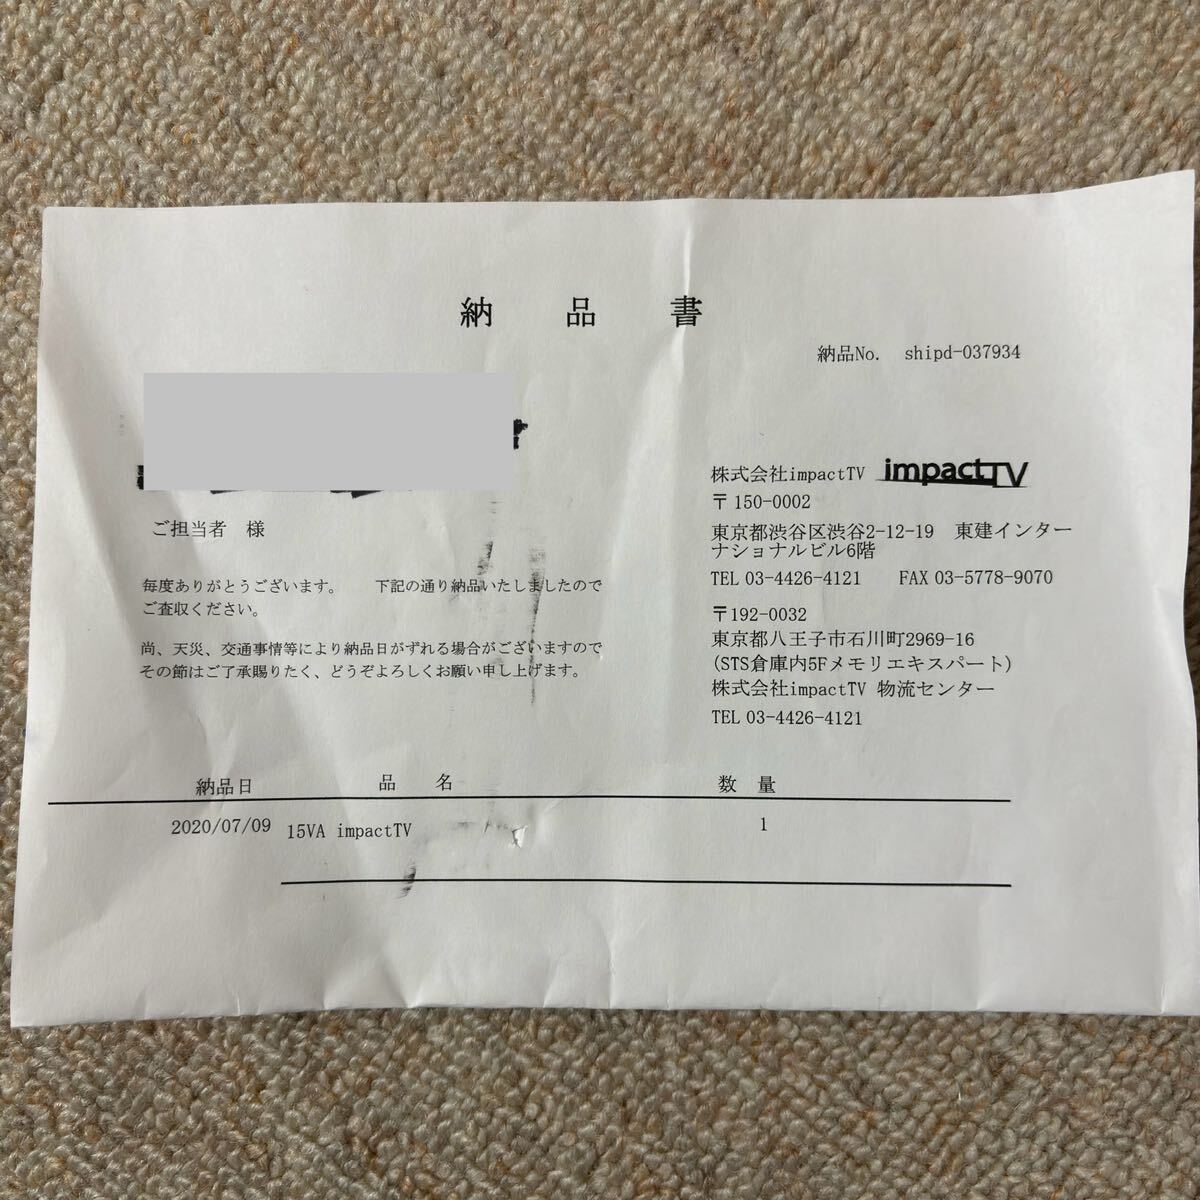 納品書
納品No. shipd-037934
ご担当者 様
毎度ありがとうございます。 下記の通り納品いたしましたので
ご査収ください。
尚、天災、交通事情等により納品日がずれる場合がございますので
その節はご了承賜りたく、どうぞよろしくお願い申し上げます。
株式会社impactTV impactTV
〒150-0002
東京都渋谷区渋谷2-12-19 東建インター
ナショナルビル6階
TEL 03-4426-4121 FAX 03-5778-9070
〒192-0032
東京都八王子市石川町2969-16
(STS倉庫内5Fメモリエキスパート)
株式会社impactTV 物流センター
TEL 03-4426-4121
納品日 品名 数量
2020/07/09 15VA impactTV 1